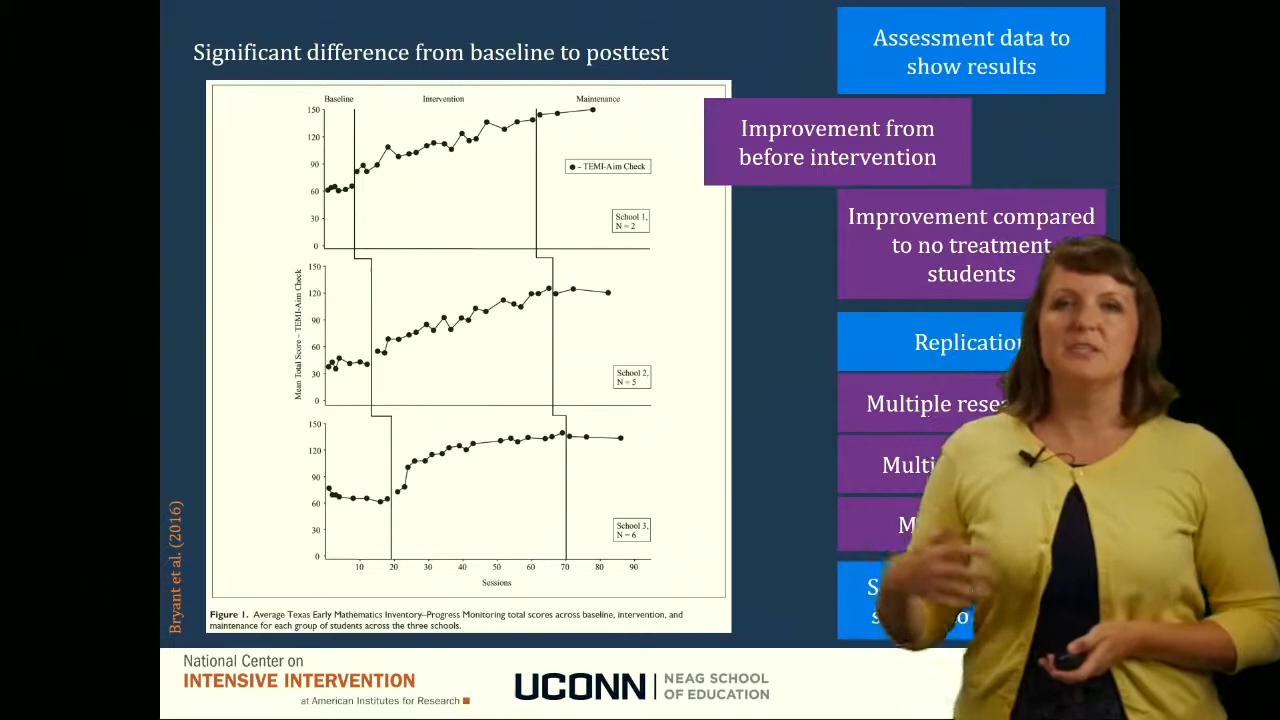 Significant difference from baseline to posttest
Baseline
Intervention
Maintenance
150
120
90
60
30
0
● – TEMI-Aim Check
School 1,
N = 2
150
120
90
60
30
0
School 2,
N = 5
Mean Total Score – TEMI-Aim Check
150
120
90
60
30
0
School 3,
N = 6
10 20 30 40 50 60 70 80 90
Sessions
Figure 1. Average Texas Early Mathematics Inventory–Progress Monitoring total scores across baseline, intervention, and
maintenance for each group of students across the three schools.
Bryant et al. (2016)
Assessment data to
show results
Improvement from
before intervention
Improvement compared
to no treatment
students
Multiple
National Center on
INTENSIVE INTERVENTION
at American Institutes for Research
UCONN
NEAG SCHOOL
OF EDUCATION